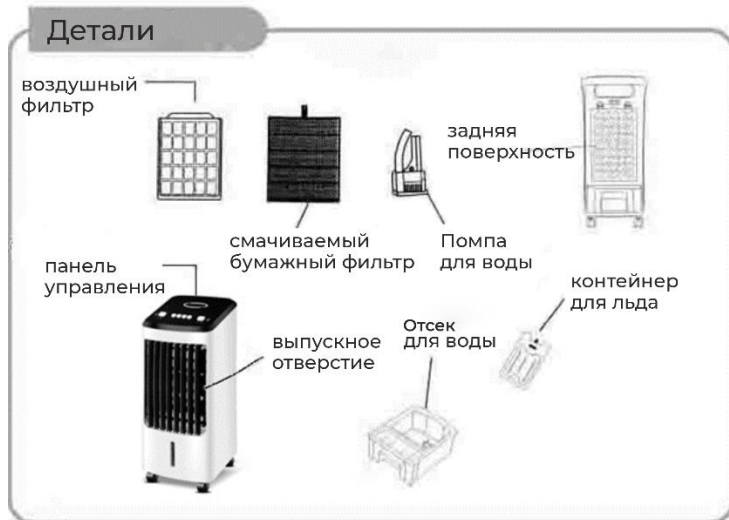 Детали
воздушный
фильтр
задняя
поверхность
смачиваемый
бумажный фильтр
Помпа
для воды
панель
управления
контейнер
для льда
выпускное
отверстие
Отсек
для воды